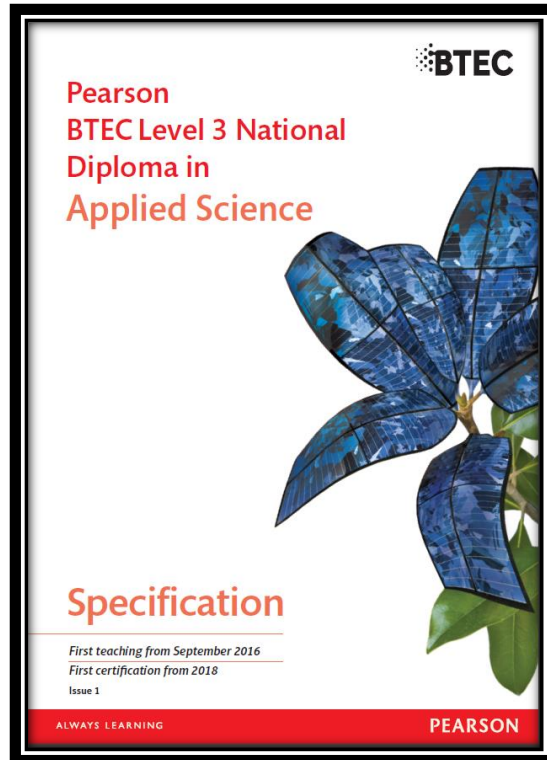 BTEC
Pearson
BTEC Level 3 National
Diploma in
Applied Science
Specification
First teaching from September 2016
First certification from 2018
Issue 1
ALWAYS LEARNING
PEARSON